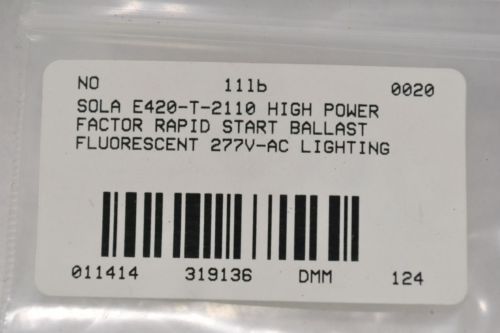 NO 11lb 0020
SOLA E420-T-2110 HIGH POWER
FACTOR RAPID START BALLAST
FLUORESCENT 277V-AC LIGHTING
011414 319136 DMM 124